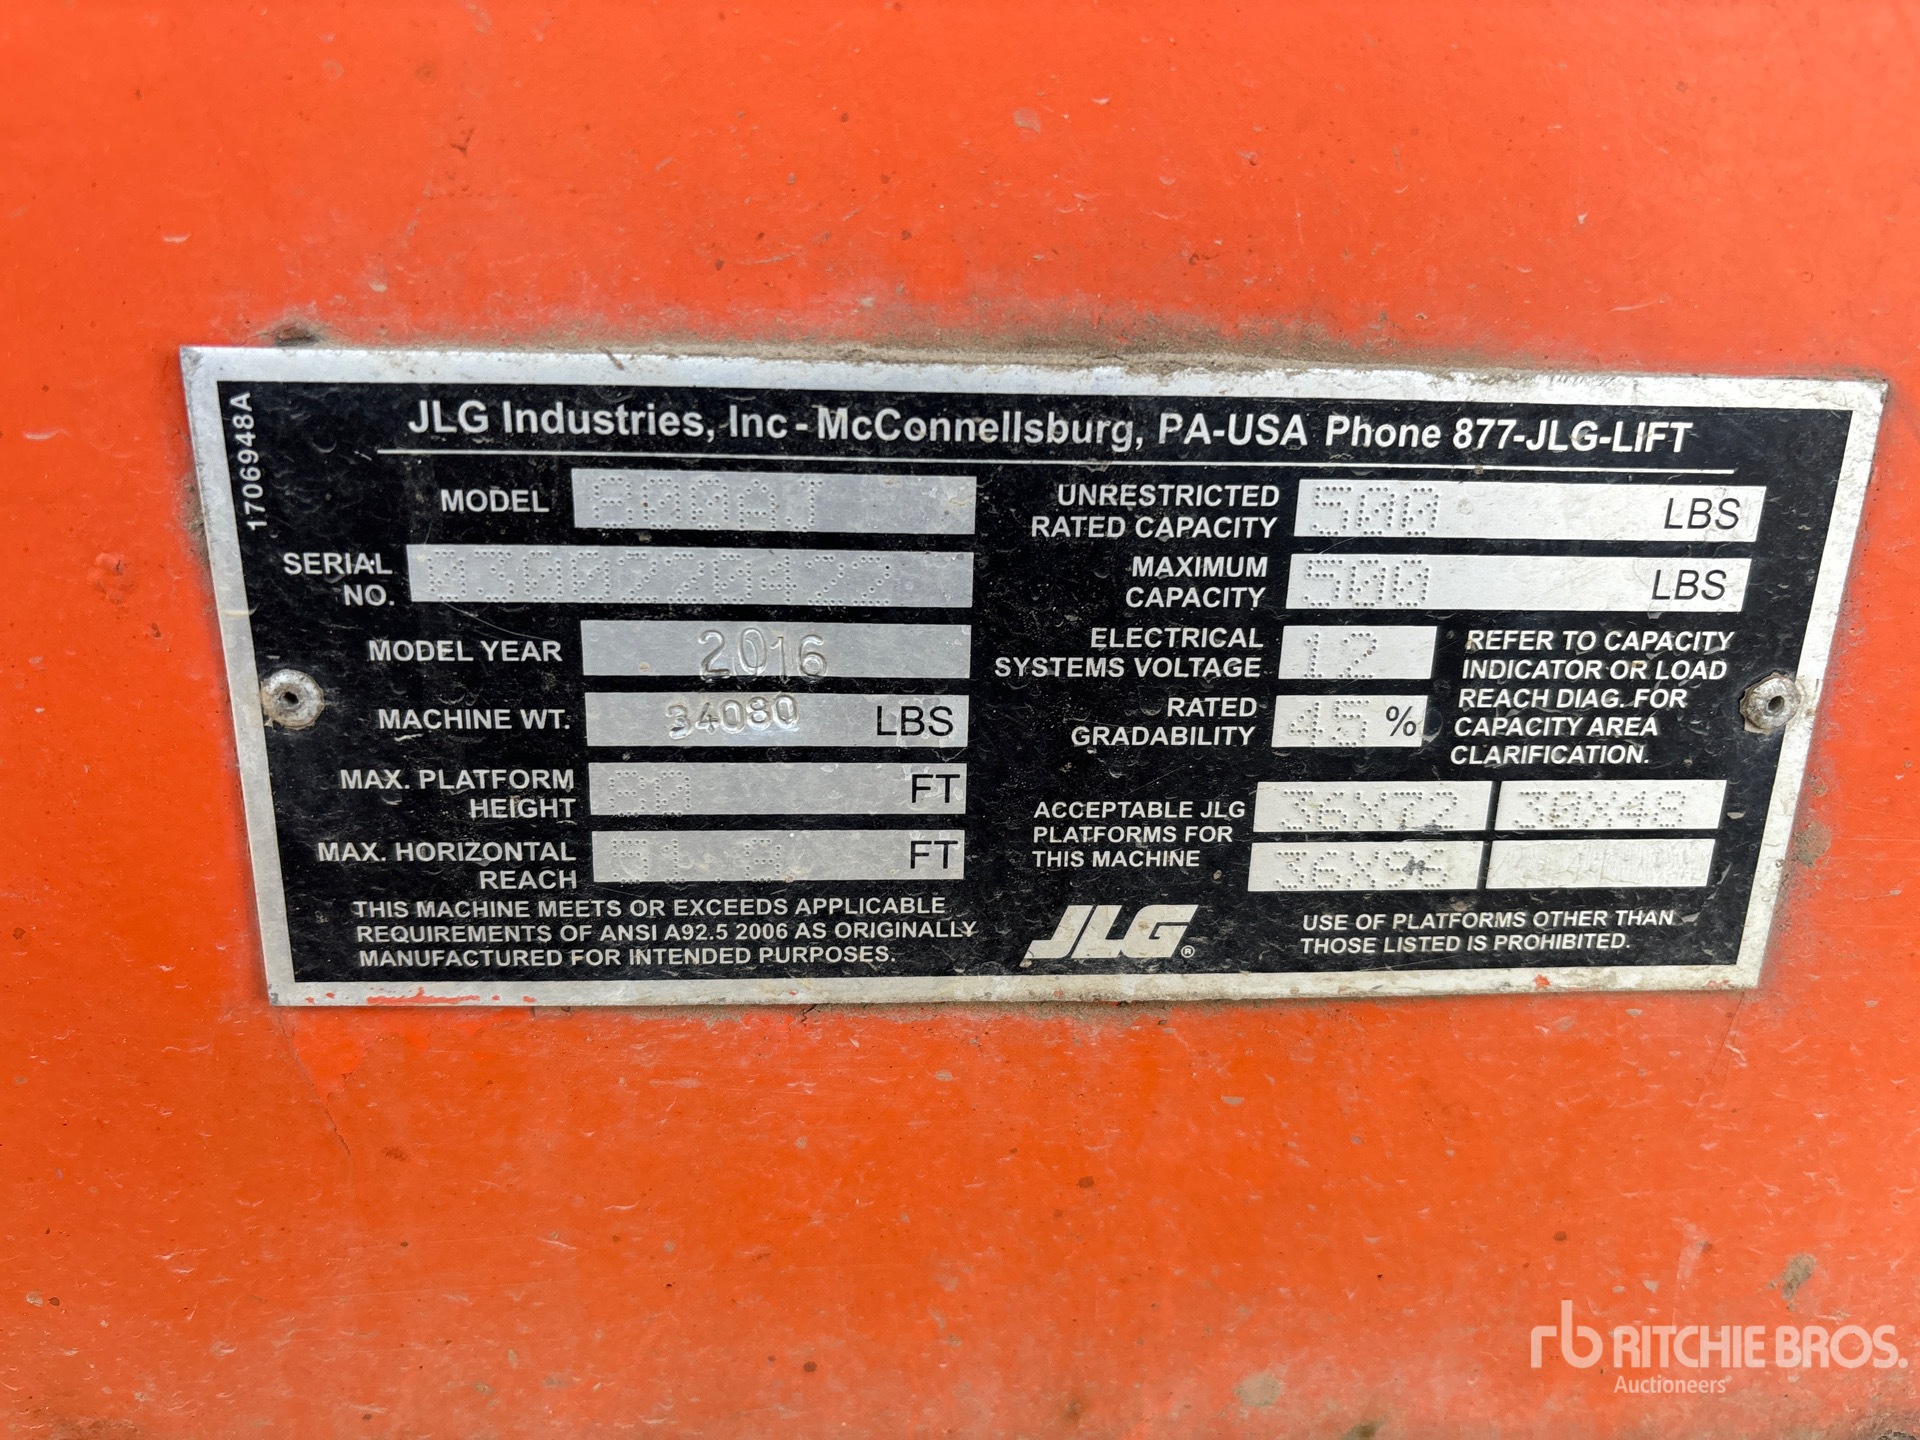 JLG Industries, Inc - McConnellsburg, PA-USA Phone 877-JLG-LIFT
1706948A
MODEL 800AJ
SERIAL NO. 0300220477
MODEL YEAR 2016
MACHINE WT. 34080 LBS
MAX. PLATFORM HEIGHT 80 FT
MAX. HORIZONTAL REACH 51.8 FT
THIS MACHINE MEETS OR EXCEEDS APPLICABLE
REQUIREMENTS OF ANSI A92.5 2006 AS ORIGINALLY
MANUFACTURED FOR INTENDED PURPOSES.
UNRESTRICTED RATED CAPACITY 500 LBS
MAXIMUM CAPACITY 500 LBS
ELECTRICAL SYSTEMS VOLTAGE 12
RATED GRADABILITY 45 %
REFER TO CAPACITY
INDICATOR OR LOAD
REACH DIAG. FOR
CAPACITY AREA
CLARIFICATION.
ACCEPTABLE JLG
PLATFORMS FOR
THIS MACHINE
36X72 30X48
36X96
JLG®
USE OF PLATFORMS OTHER THAN
THOSE LISTED IS PROHIBITED.
rb RITCHIE BROS.
Auctioneers